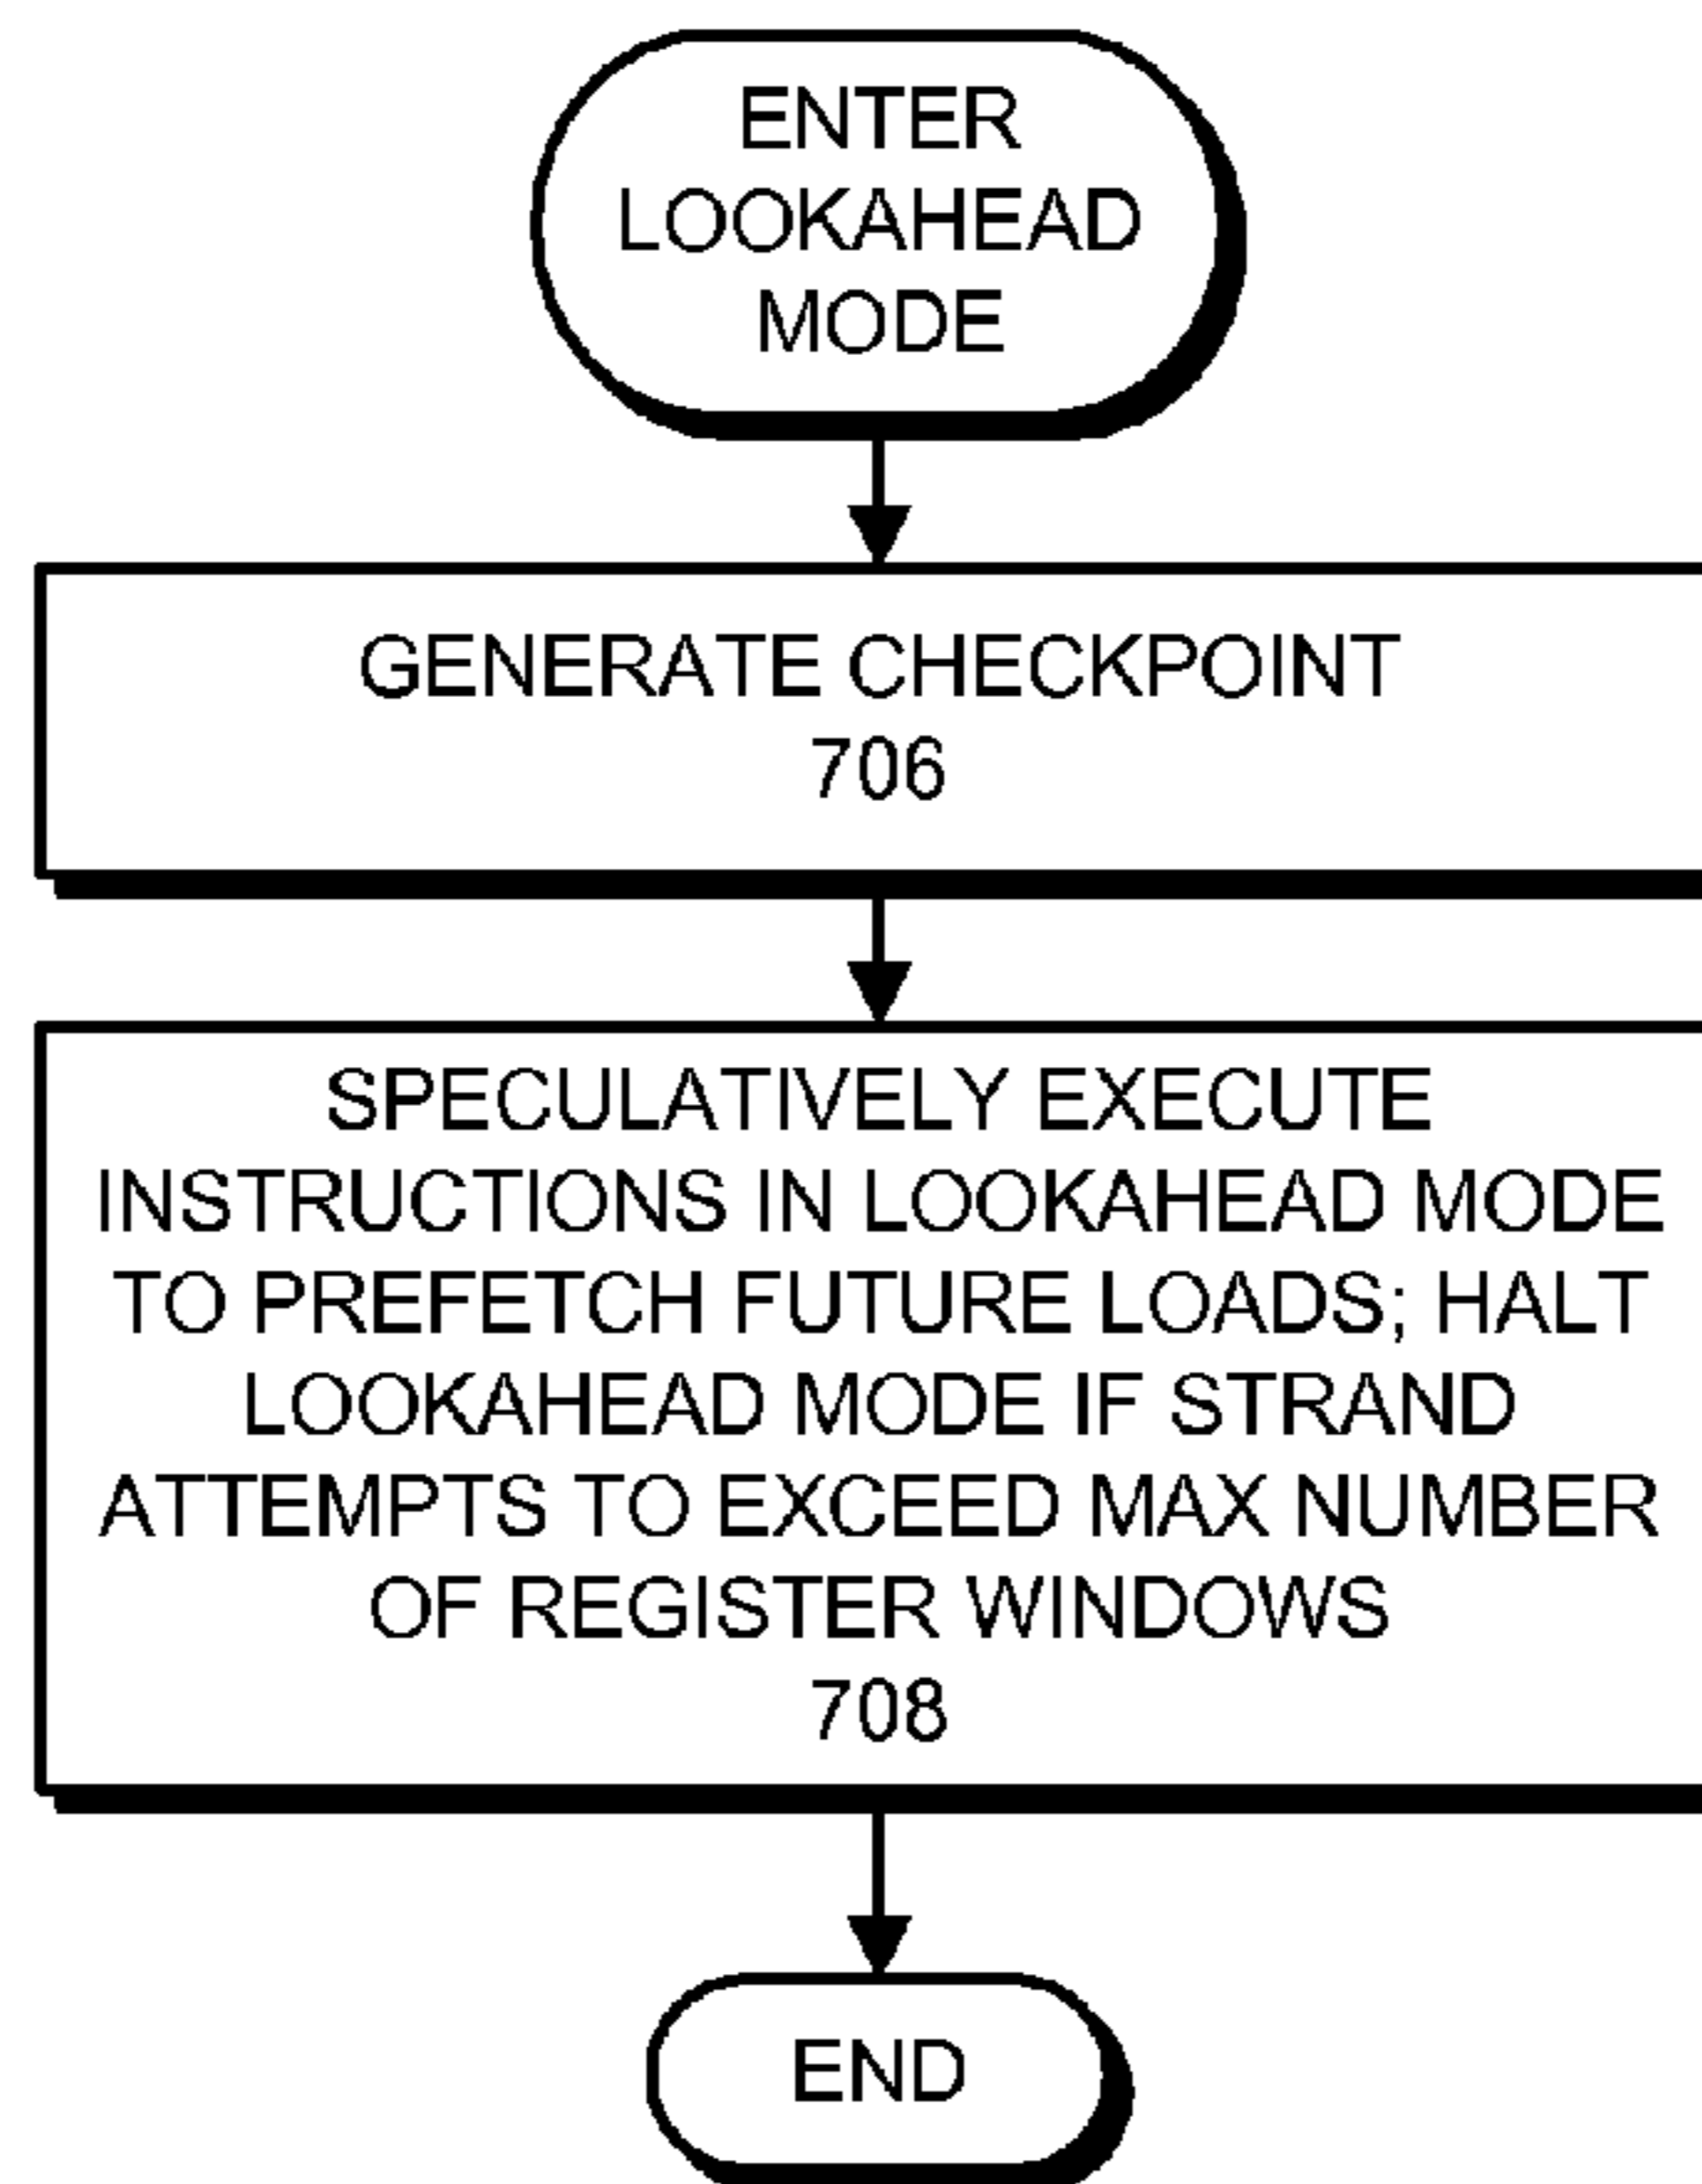 ENTER
LOOKAHEAD
MODE
GENERATE CHECKPOINT
706
SPECULATIVELY EXECUTE
INSTRUCTIONS IN LOOKAHEAD MODE
TO PREFETCH FUTURE LOADS; HALT
LOOKAHEAD MODE IF STRAND
ATTEMPTS TO EXCEED MAX NUMBER
OF REGISTER WINDOWS
708
END